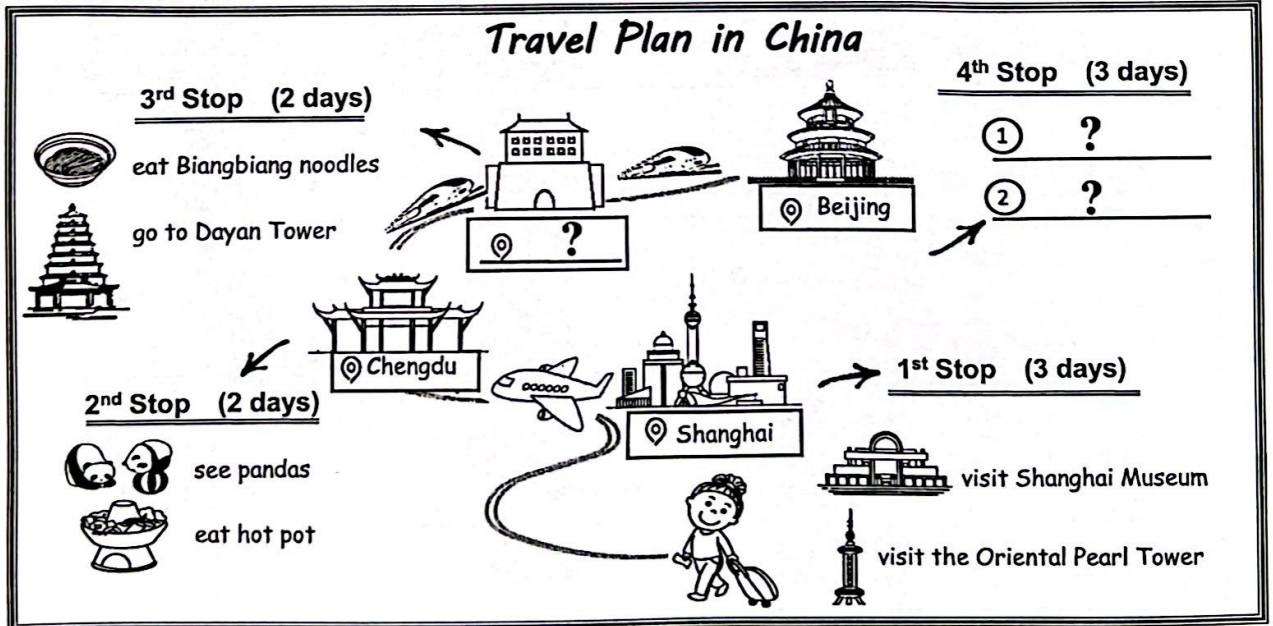 Travel Plan in China
3rd Stop (2 days)
eat Biangbiang noodles
go to Dayan Tower
?
Beijing
4th Stop (3 days)
① ?
② ?
Chengdu
2nd Stop (2 days)
see pandas
eat hot pot
Shanghai
1st Stop (3 days)
visit Shanghai Museum
visit the Oriental Pearl Tower